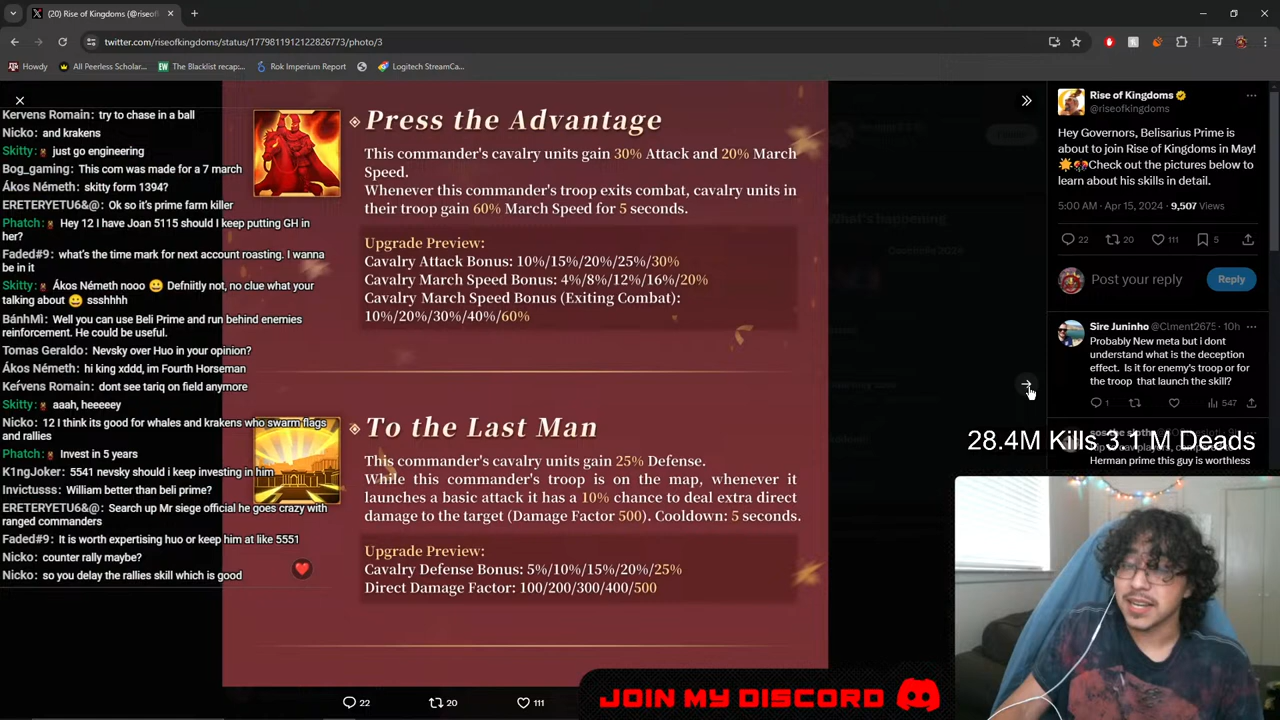 (20) Rise of Kingdoms (@riseof
twitter.com/riseofkingdoms/status/1779811912122826773/photo/3
Howdy
All Peerless Scholar...
The Blacklist recap:...
Rok Imperium Report
Logitech StreamCa...
Kervens Romain: try to chase in a ball
Nicko: and krakens
Skitty: just go engineering
Bog_gaming: This com was made for a 7 march
Ákos Németh: skitty form 1394?
ERETERYETU6&@: Ok so it's prime farm killer
Phatch: Hey 12 I have Joan 5115 should I keep putting GH in
her?
Faded#9: what's the time mark for next account roasting. I wanna
be in it
Skitty: Ákos Németh nooo 😀 Defniitly not, no clue what your
talking about 😀 ssshhhh
BánhMì: Well you can use Beli Prime and run behind enemies
reinforcement. He could be useful.
Tomas Geraldo: Nevsky over Huo in your opinion?
Ákos Németh: hi king xddd, im Fourth Horseman
Kervens Romain: dont see tariq on field anymore
Skitty: aaah, heeeeey
Nicko: 12 I think its good for whales and krakens who swarm flags
and rallies
Phatch: Invest in 5 years
K1ngJoker: 5541 nevsky should i keep investing in him
Invictusss: William better than beli prime?
ERETERYETU6&@: Search up Mr siege official he goes crazy with
ranged commanders
Faded#9: It is worth expertising huo or keep him at like 5551
Nicko: counter rally maybe?
Nicko: so you delay the rallies skill which is good
Press the Advantage
This commander's cavalry units gain 30% Attack and 20% March
Speed.
Whenever this commander's troop exits combat, cavalry units in
their troop gain 60% March Speed for 5 seconds.
Upgrade Preview:
Cavalry Attack Bonus: 10%/15%/20%/25%/30%
Cavalry March Speed Bonus: 4%/8%/12%/16%/20%
Cavalry March Speed Bonus (Exiting Combat):
10%/20%/30%/40%/60%
To the Last Man
This commander's cavalry units gain 25% Defense.
While this commander's troop is on the map, whenever it
launches a basic attack it has a 10% chance to deal extra direct
damage to the target (Damage Factor 500). Cooldown: 5 seconds.
Upgrade Preview:
Cavalry Defense Bonus: 5%/10%/15%/20%/25%
Direct Damage Factor: 100/200/300/400/500
22
20
111
What's happening
Rise of Kingdoms
@riseofkingdoms
Hey Governors, Belisarius Prime is
about to join Rise of Kingdoms in May!
☀️🎊Check out the pictures below to
learn about his skills in detail.
5:00 AM · Apr 15, 2024 · 9,507 Views
22
20
111
5
Post your reply
Reply
Sire Juninho @Clment2675 · 10h
Probably New meta but i dont
understand what is the deception
effect. Is it for enemy's troop or for
the troop that launch the skill?
1
547
28.4M Kills 3.1 M Deads
Herman prime this guy is worthless
JOIN MY DISCORD